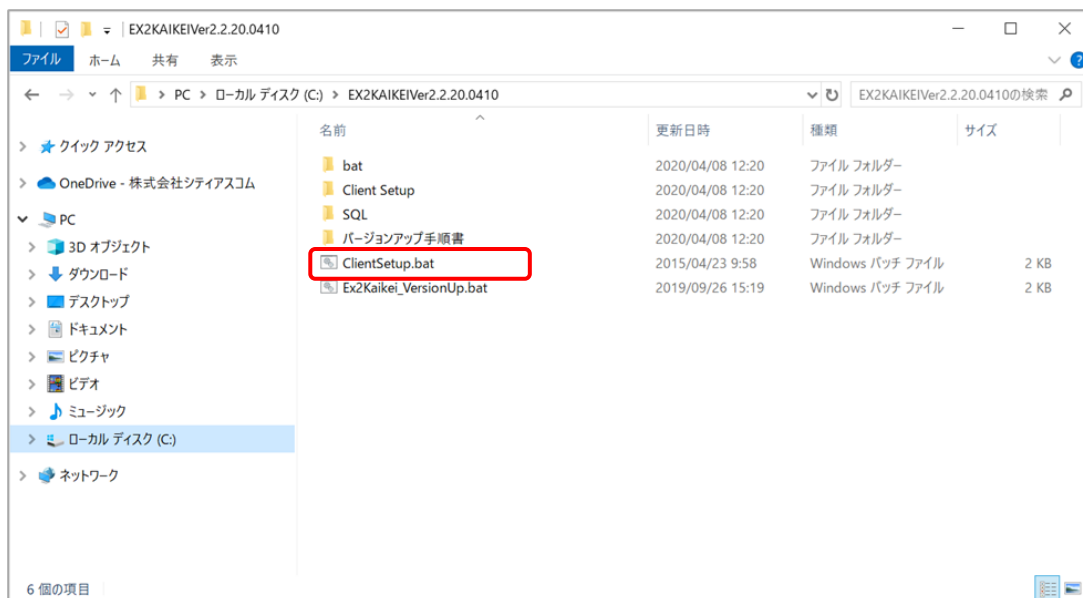 EX2KAIKEIVer2.2.20.0410
ファイル ホーム 共有 表示
PC > ローカル ディスク (C:) > EX2KAIKEIVer2.2.20.0410 EX2KAIKEIVer2.2.20.0410の検索
名前 更新日時 種類 サイズ
クイック アクセス
OneDrive - 株式会社シティアスコム
PC
3D オブジェクト
ダウンロード
デスクトップ
ドキュメント
ピクチャ
ビデオ
ミュージック
ローカル ディスク (C:)
ネットワーク
bat 2020/04/08 12:20 ファイル フォルダー
Client Setup 2020/04/08 12:20 ファイル フォルダー
SQL 2020/04/08 12:20 ファイル フォルダー
バージョンアップ手順書 2020/04/08 12:20 ファイル フォルダー
ClientSetup.bat 2015/04/23 9:58 Windows バッチ ファイル 2 KB
Ex2Kaikei_VersionUp.bat 2019/09/26 15:19 Windows バッチ ファイル 2 KB
6 個の項目